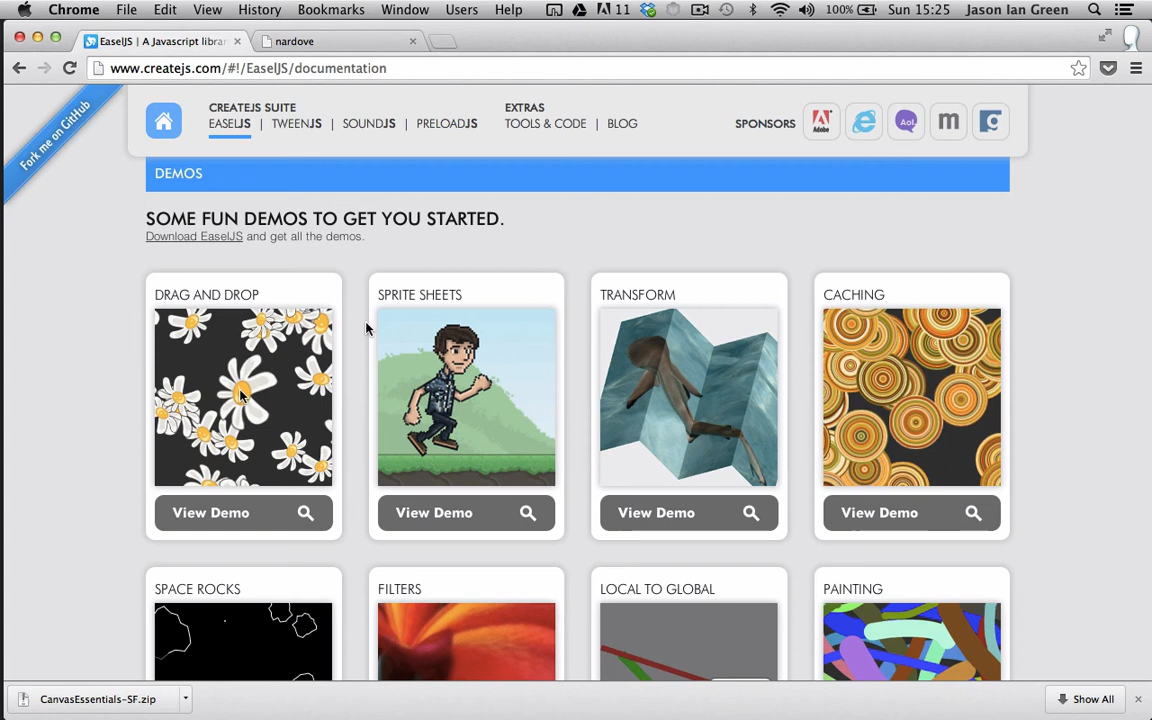 Chrome File Edit View History Bookmarks Window Users Help 11 100% Sun 15:25 Jason Ian Green
EaselJS | A Javascript librar
nardove
www.createjs.com/#!/EaselJS/documentation
Fork me on GitHub
CREATEJS SUITE
EASELJS | TWEENJS | SOUNDJS | PRELOADJS
EXTRAS
TOOLS & CODE | BLOG
SPONSORS
Adobe
Aol.
m
DEMOS
SOME FUN DEMOS TO GET YOU STARTED.
Download EaselJS and get all the demos.
DRAG AND DROP
SPRITE SHEETS
TRANSFORM
CACHING
View Demo
View Demo
View Demo
View Demo
SPACE ROCKS
FILTERS
LOCAL TO GLOBAL
PAINTING
CanvasEssentials-SF.zip
Show All